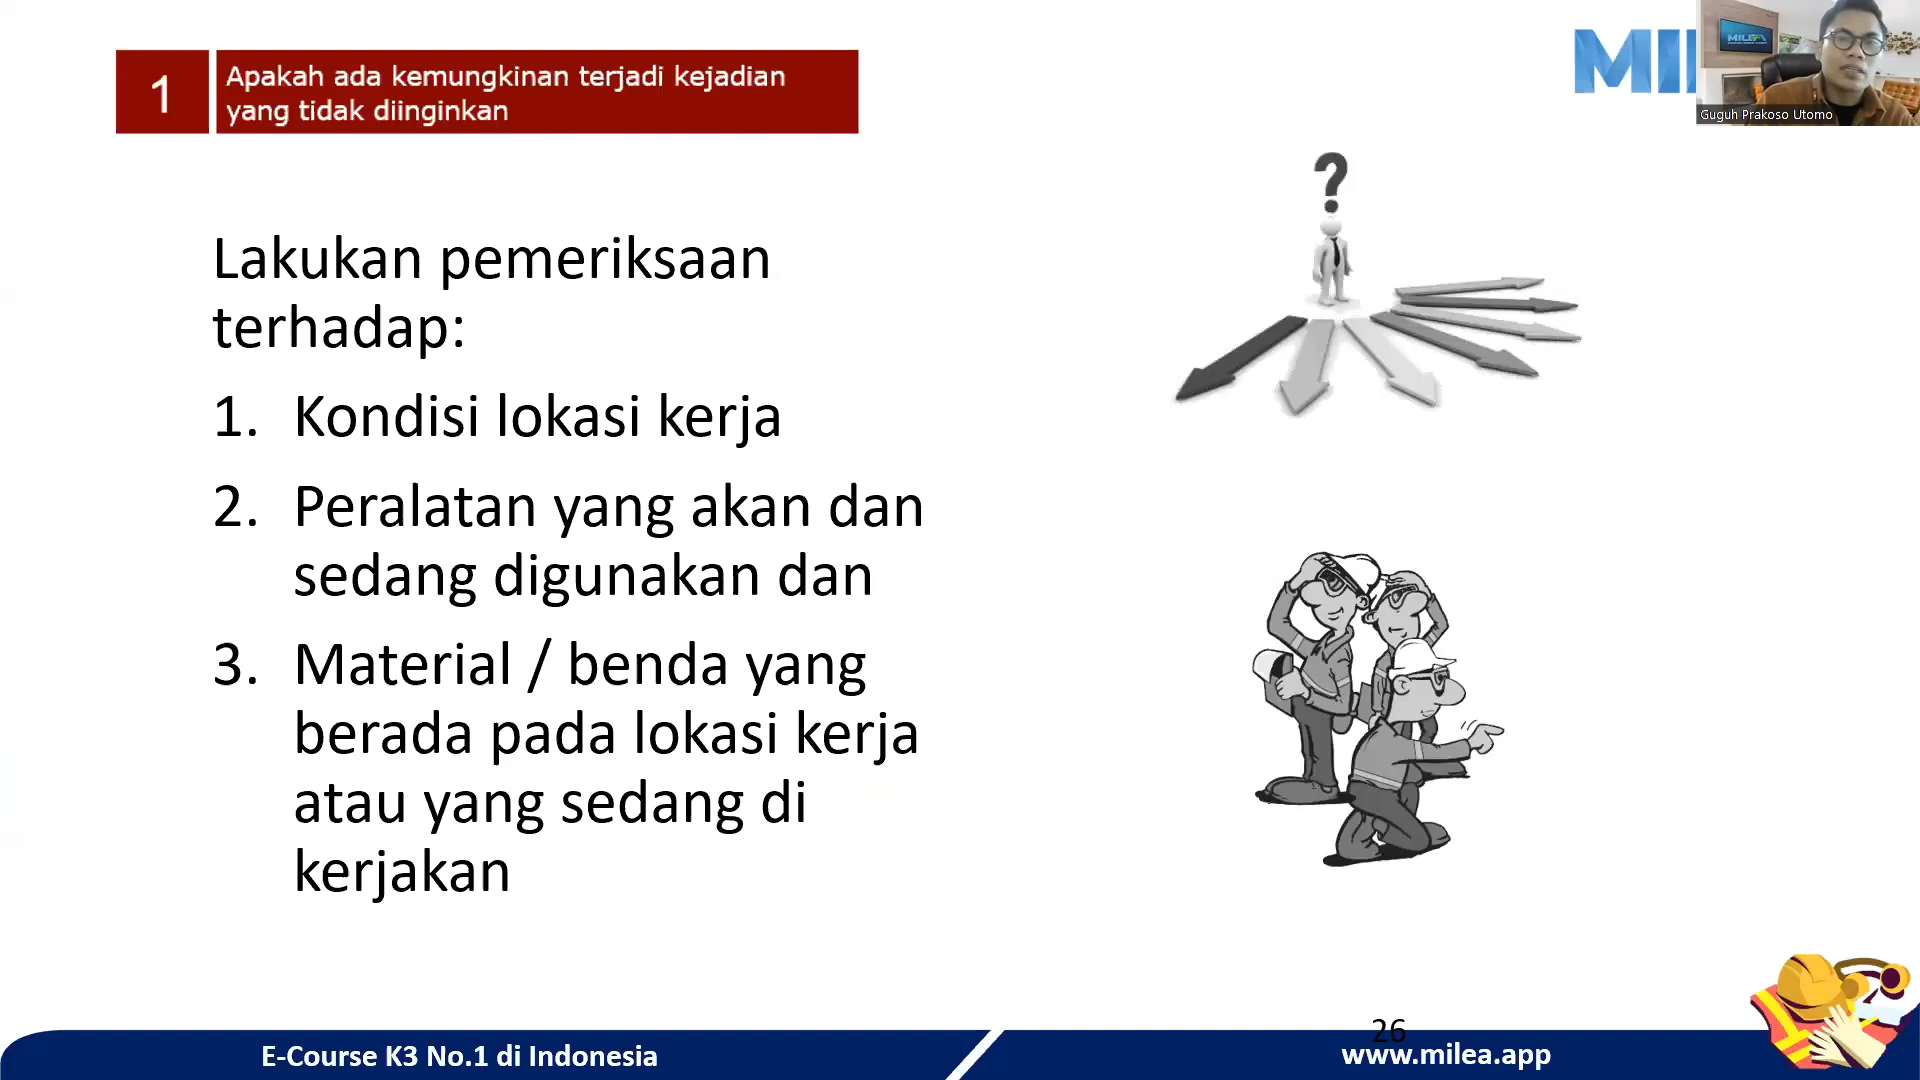 1
Apakah ada kemungkinan terjadi kejadian
yang tidak diinginkan
MILEA
Guguh Prakoso Utomo
?
Lakukan pemeriksaan
terhadap:
1. Kondisi lokasi kerja
2. Peralatan yang akan dan
sedang digunakan dan
3. Material / benda yang
berada pada lokasi kerja
atau yang sedang di
kerjakan
26
E-Course K3 No.1 di Indonesia
www.milea.app